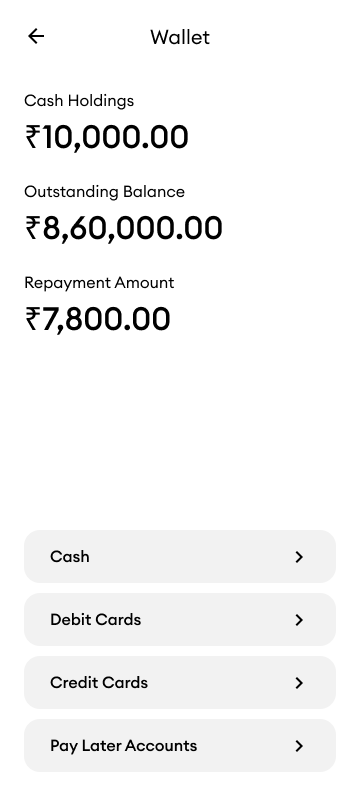 Wallet
Cash Holdings
₹10,000.00
Outstanding Balance
₹8,60,000.00
Repayment Amount
₹7,800.00
Cash
Debit Cards
Credit Cards
Pay Later Accounts